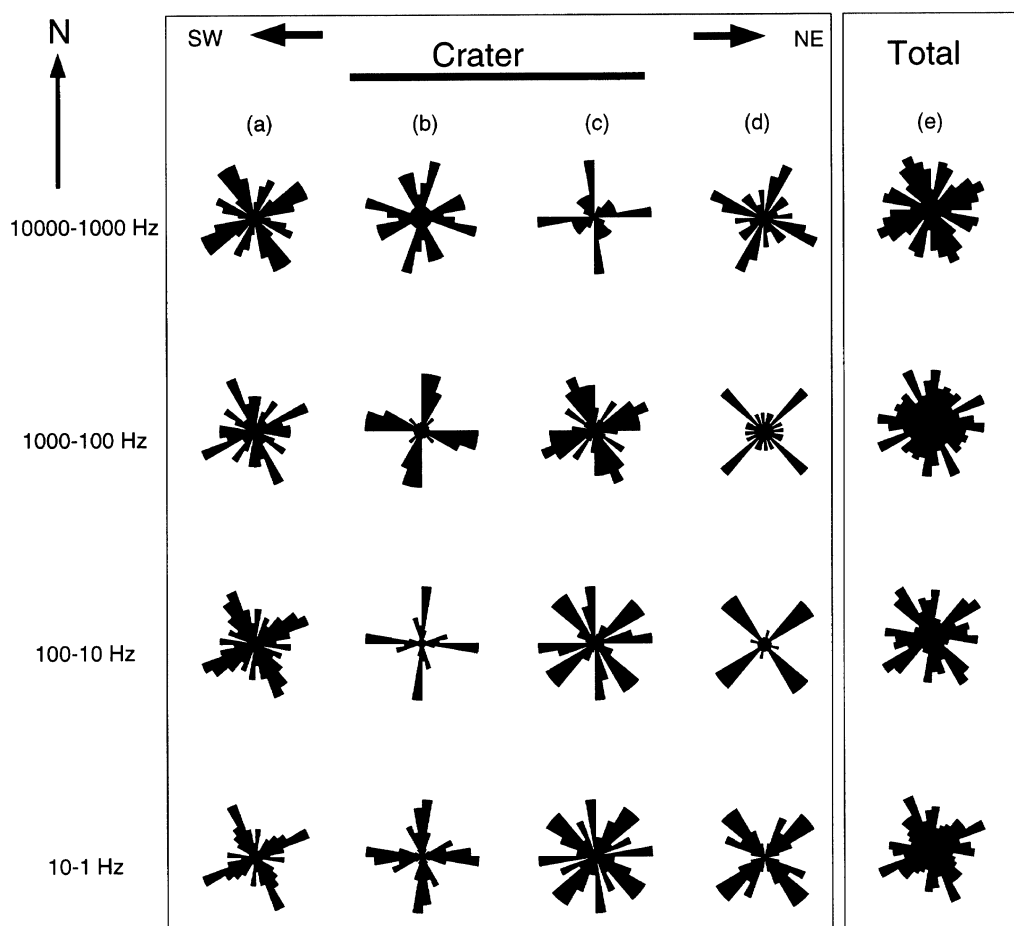 N
SW
NE
Crater
Total
(a)
(b)
(c)
(d)
(e)
10000-1000 Hz
1000-100 Hz
100-10 Hz
10-1 Hz